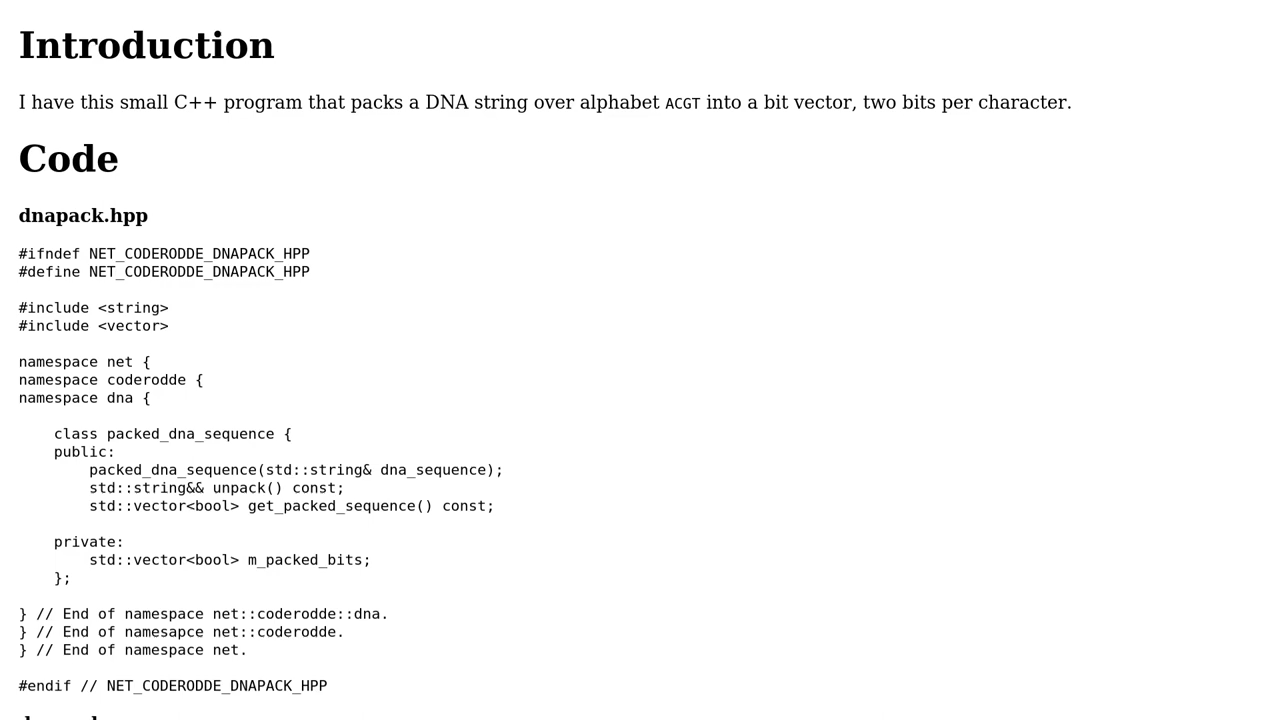 Introduction
I have this small C++ program that packs a DNA string over alphabet ACGT into a bit vector, two bits per character.
Code
dnapack.hpp
#ifndef NET_CODERODDE_DNAPACK_HPP
#define NET_CODERODDE_DNAPACK_HPP

#include <string>
#include <vector>

namespace net {
namespace coderodde {
namespace dna {

    class packed_dna_sequence {
    public:
        packed_dna_sequence(std::string& dna_sequence);
        std::string&& unpack() const;
        std::vector<bool> get_packed_sequence() const;

    private:
        std::vector<bool> m_packed_bits;
    };

} // End of namespace net::coderodde::dna.
} // End of namesapce net::coderodde.
} // End of namespace net.

#endif // NET_CODERODDE_DNAPACK_HPP